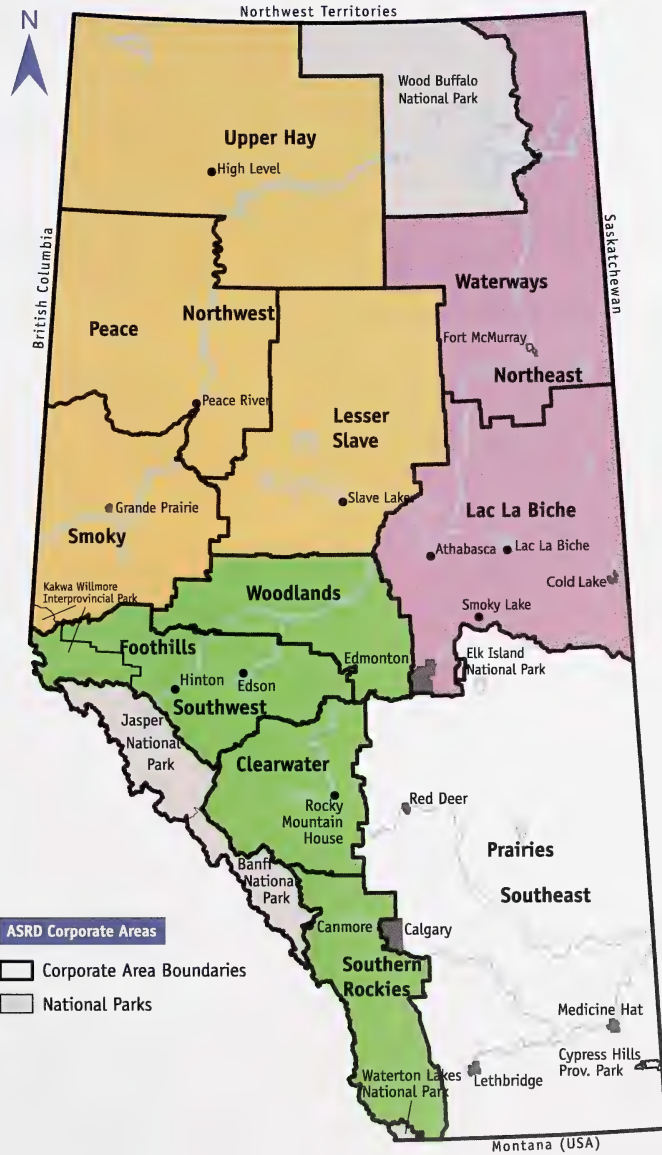 N
Northwest Territories
Wood Buffalo
National Park
Upper Hay
High Level
British Columbia
Saskatchewan
Waterways
Peace
Northwest
Fort McMurray
Northeast
Peace River
Lesser
Slave
Slave Lake
Grande Prairie
Lac La Biche
Smoky
Athabasca
Lac La Biche
Cold Lake
Kakwa Willmore
Interprovincial Park
Woodlands
Smoky Lake
Foothills
Edmonton
Elk Island
National Park
Hinton
Edson
Southwest
Jasper
National
Park
Clearwater
Rocky
Mountain
House
Red Deer
Prairies
Banff
National
Park
Southeast
ASRD Corporate Areas
Canmore
Calgary
Corporate Area Boundaries
Southern
Rockies
National Parks
Medicine Hat
Cypress Hills
Prov. Park
Waterton Lakes
National Park
Lethbridge
Montana (USA)